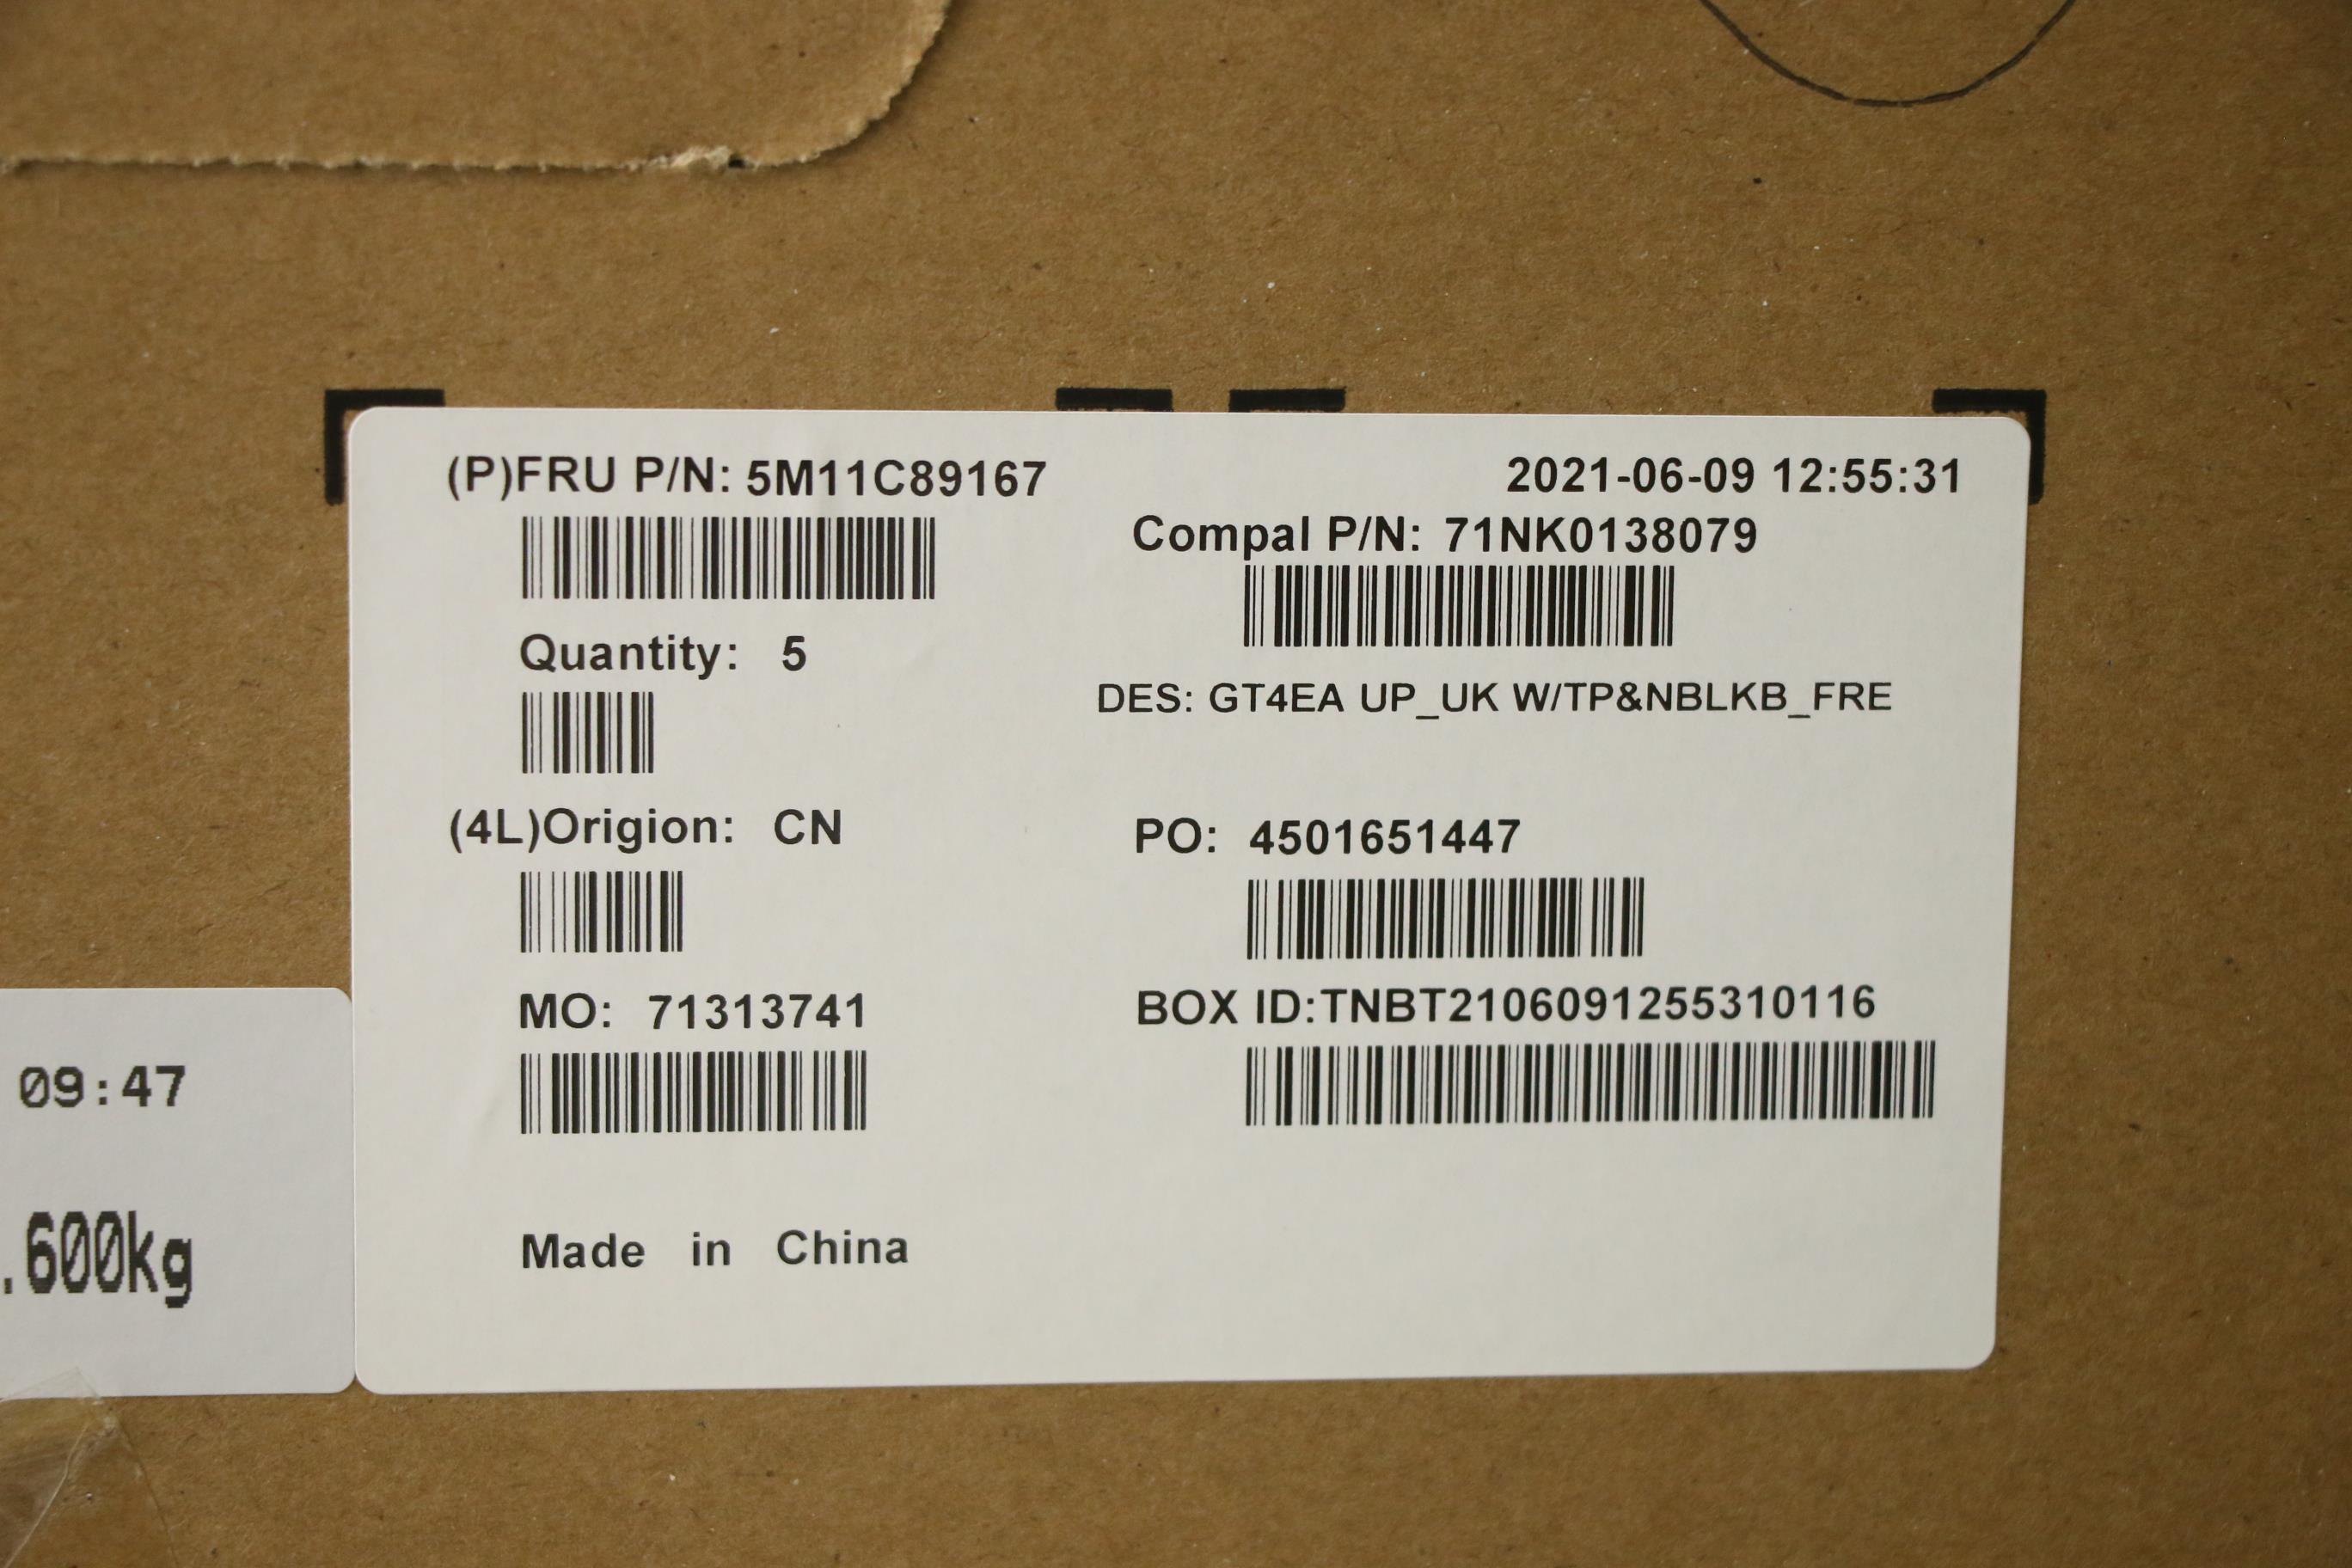 (P)FRU P/N: 5M11C89167
2021-06-09 12:55:31
Compal P/N: 71NK0138079
Quantity: 5
DES: GT4EA UP_UK W/TP&NBLKB_FRE
(4L)Origion: CN
PO: 4501651447
MO: 71313741
BOX ID:TNBT2106091255310116
Made in China
09:47
.600kg